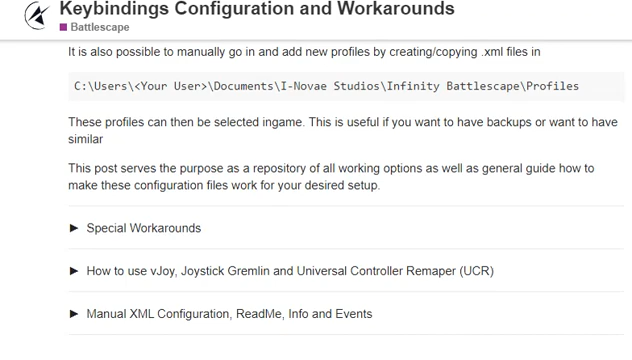 Keybindings Configuration and Workarounds
Battlescape
It is also possible to manually go in and add new profiles by creating/copying .xml files in
C:\Users\<Your User>\Documents\I-Novae Studios\Infinity Battlescape\Profiles
These profiles can then be selected ingame. This is useful if you want to have backups or want to have
similar
This post serves the purpose as a repository of all working options as well as general guide how to
make these configuration files work for your desired setup.
► Special Workarounds
► How to use vJoy, Joystick Gremlin and Universal Controller Remaper (UCR)
► Manual XML Configuration, ReadMe, Info and Events